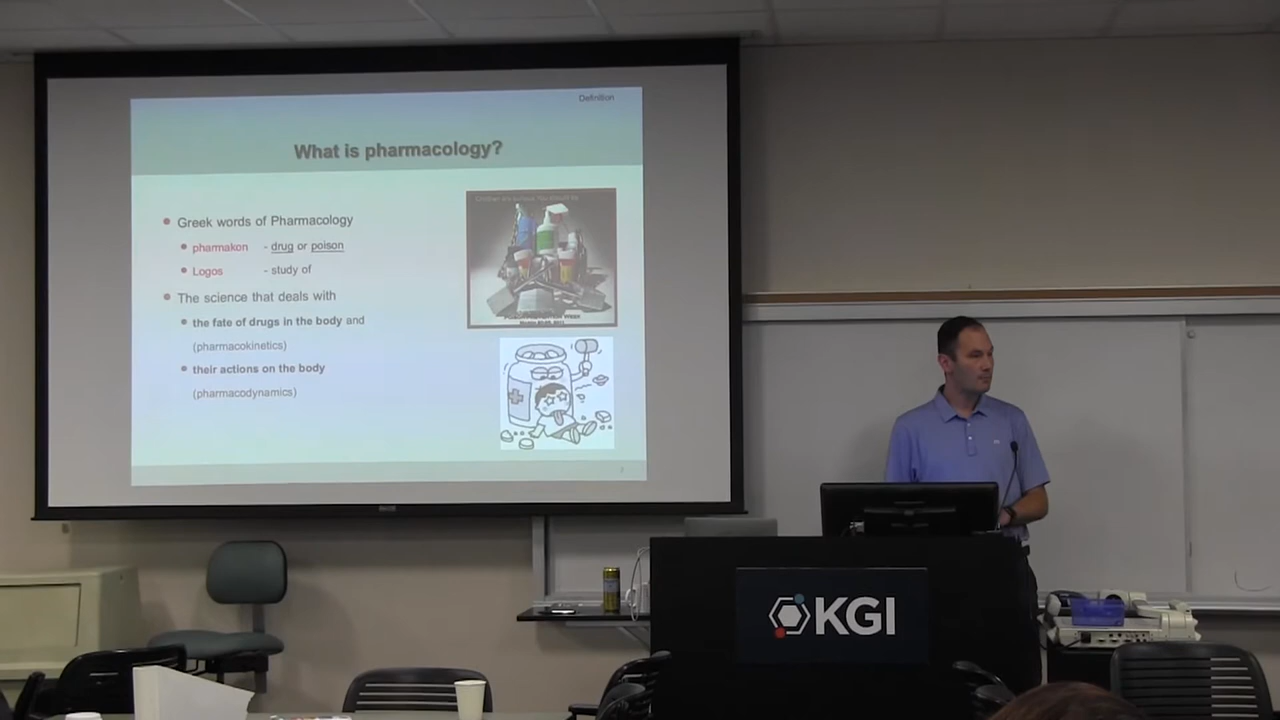 Definition
What is pharmacology?
Greek words of Pharmacology
pharmakon - drug or poison
Logos - study of
The science that deals with
the fate of drugs in the body and
(pharmacokinetics)
their actions on the body
(pharmacodynamics)
KGI